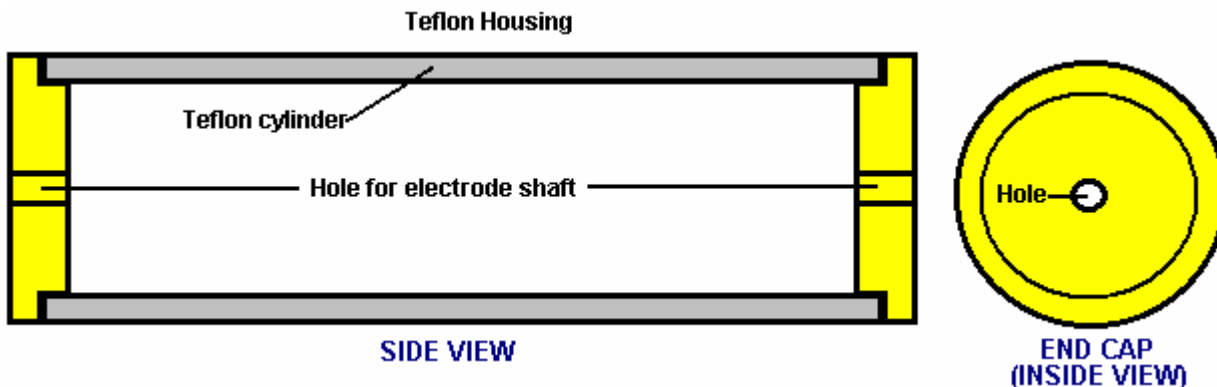 Teflon Housing
Teflon cylinder
Hole for electrode shaft
Hole
SIDE VIEW
END CAP
(INSIDE VIEW)